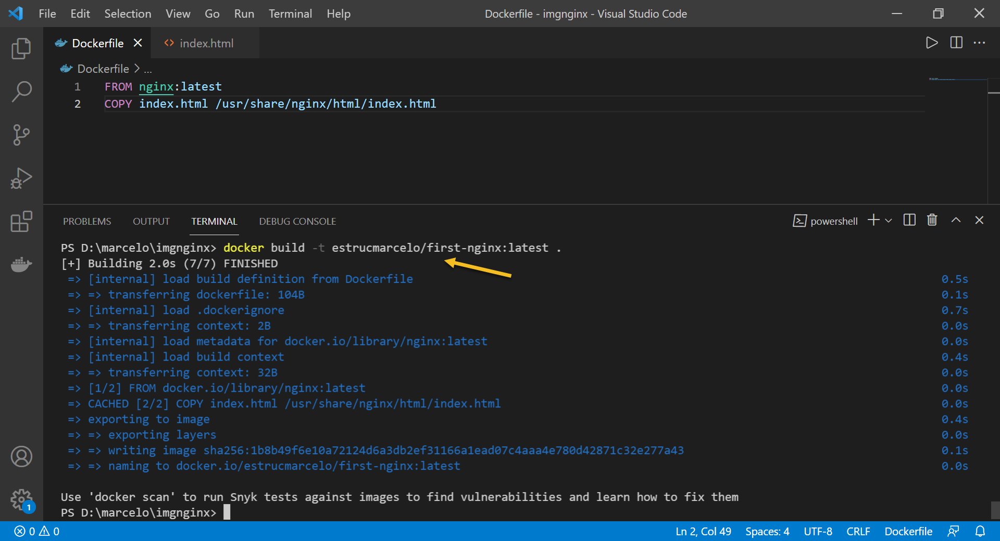 File Edit Selection View Go Run Terminal Help Dockerfile - imgnginx - Visual Studio Code
Dockerfile index.html
Dockerfile > ...
1 FROM nginx:latest
2 COPY index.html /usr/share/nginx/html/index.html
PROBLEMS OUTPUT TERMINAL DEBUG CONSOLE powershell
PS D:\marcelo\imgnginx> docker build -t estrucmarcelo/first-nginx:latest .
[+] Building 2.0s (7/7) FINISHED
=> [internal] load build definition from Dockerfile 0.5s
=> => transferring dockerfile: 104B 0.1s
=> [internal] load .dockerignore 0.7s
=> => transferring context: 2B 0.0s
=> [internal] load metadata for docker.io/library/nginx:latest 0.0s
=> [internal] load build context 0.4s
=> => transferring context: 32B 0.0s
=> [1/2] FROM docker.io/library/nginx:latest 0.0s
=> CACHED [2/2] COPY index.html /usr/share/nginx/html/index.html 0.0s
=> exporting to image 0.4s
=> => exporting layers 0.0s
=> => writing image sha256:1b8b49f6e10a72124d6a3db2ef31166a1ead07c4aaa4e780d42871c32e277a43 0.1s
=> => naming to docker.io/estrucmarcelo/first-nginx:latest 0.0s
Use 'docker scan' to run Snyk tests against images to find vulnerabilities and learn how to fix them
PS D:\marcelo\imgnginx>
1
0 0 Ln 2, Col 49 Spaces: 4 UTF-8 CRLF Dockerfile